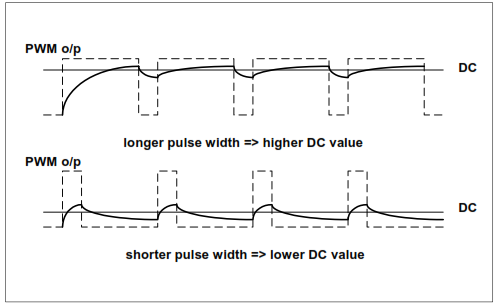 PWM o/p
DC
longer pulse width => higher DC value
PWM o/p
DC
shorter pulse width => lower DC value